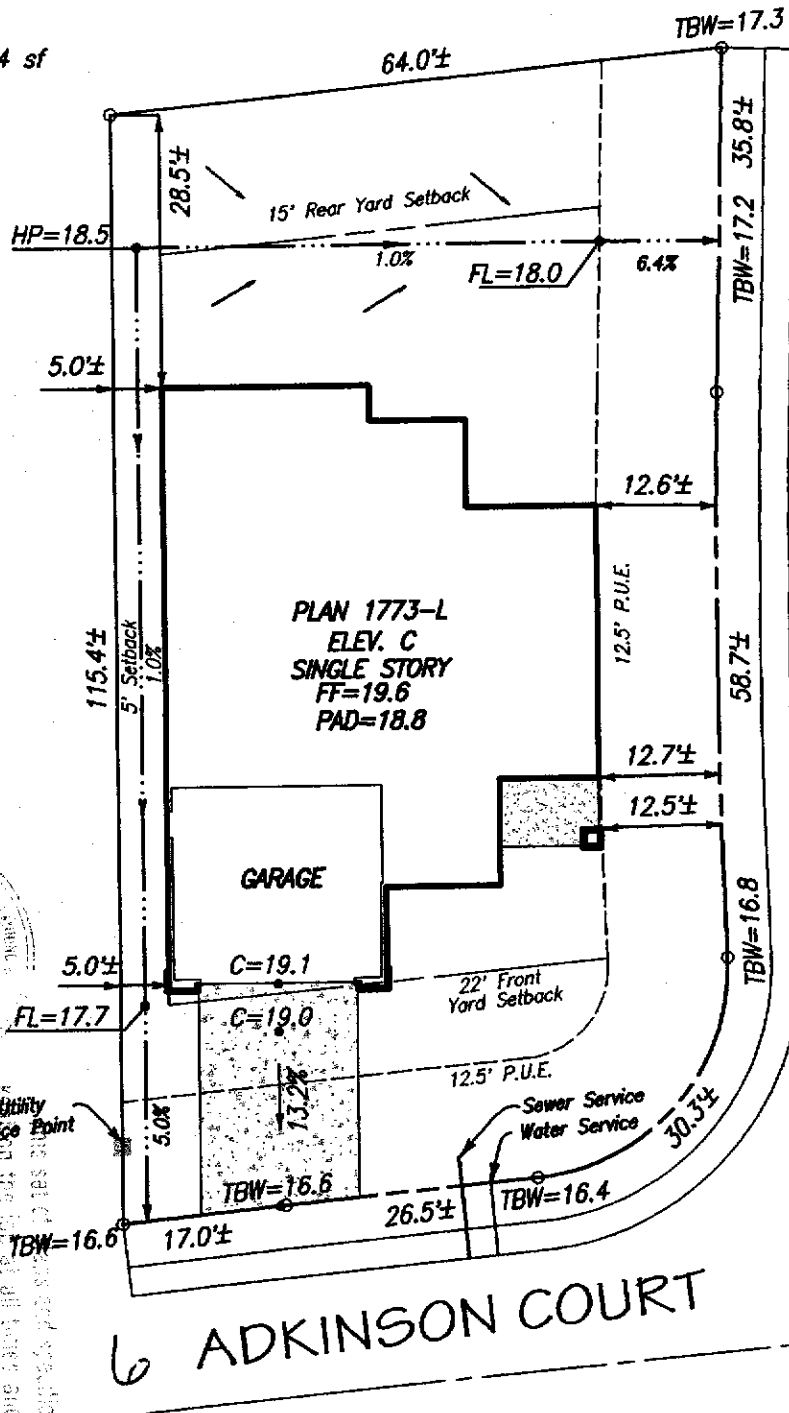 TBW=17.3
4 sf
64.0'±
35.8'±
28.5'±
15' Rear Yard Setback
HP=18.5
1.0%
FL=18.0
6.4%
TBW=17.2
5.0'±
12.6'±
PLAN 1773-L
ELEV. C
SINGLE STORY
FF=19.6
PAD=18.8
12.5' P.U.E.
115.4'±
5' Setback
1.0%
58.7'±
12.7'±
12.5'±
GARAGE
TBW=16.8
5.0'±
C=19.1
22' Front
Yard Setback
FL=17.7
C=19.0
12.5' P.U.E.
13.2%
5.0%
Utility
Point
Sewer Service
Water Service
30.3'±
TBW=16.6
TBW=16.4
26.5'±
TBW=16.6
17.0'±
6 ADKINSON COURT